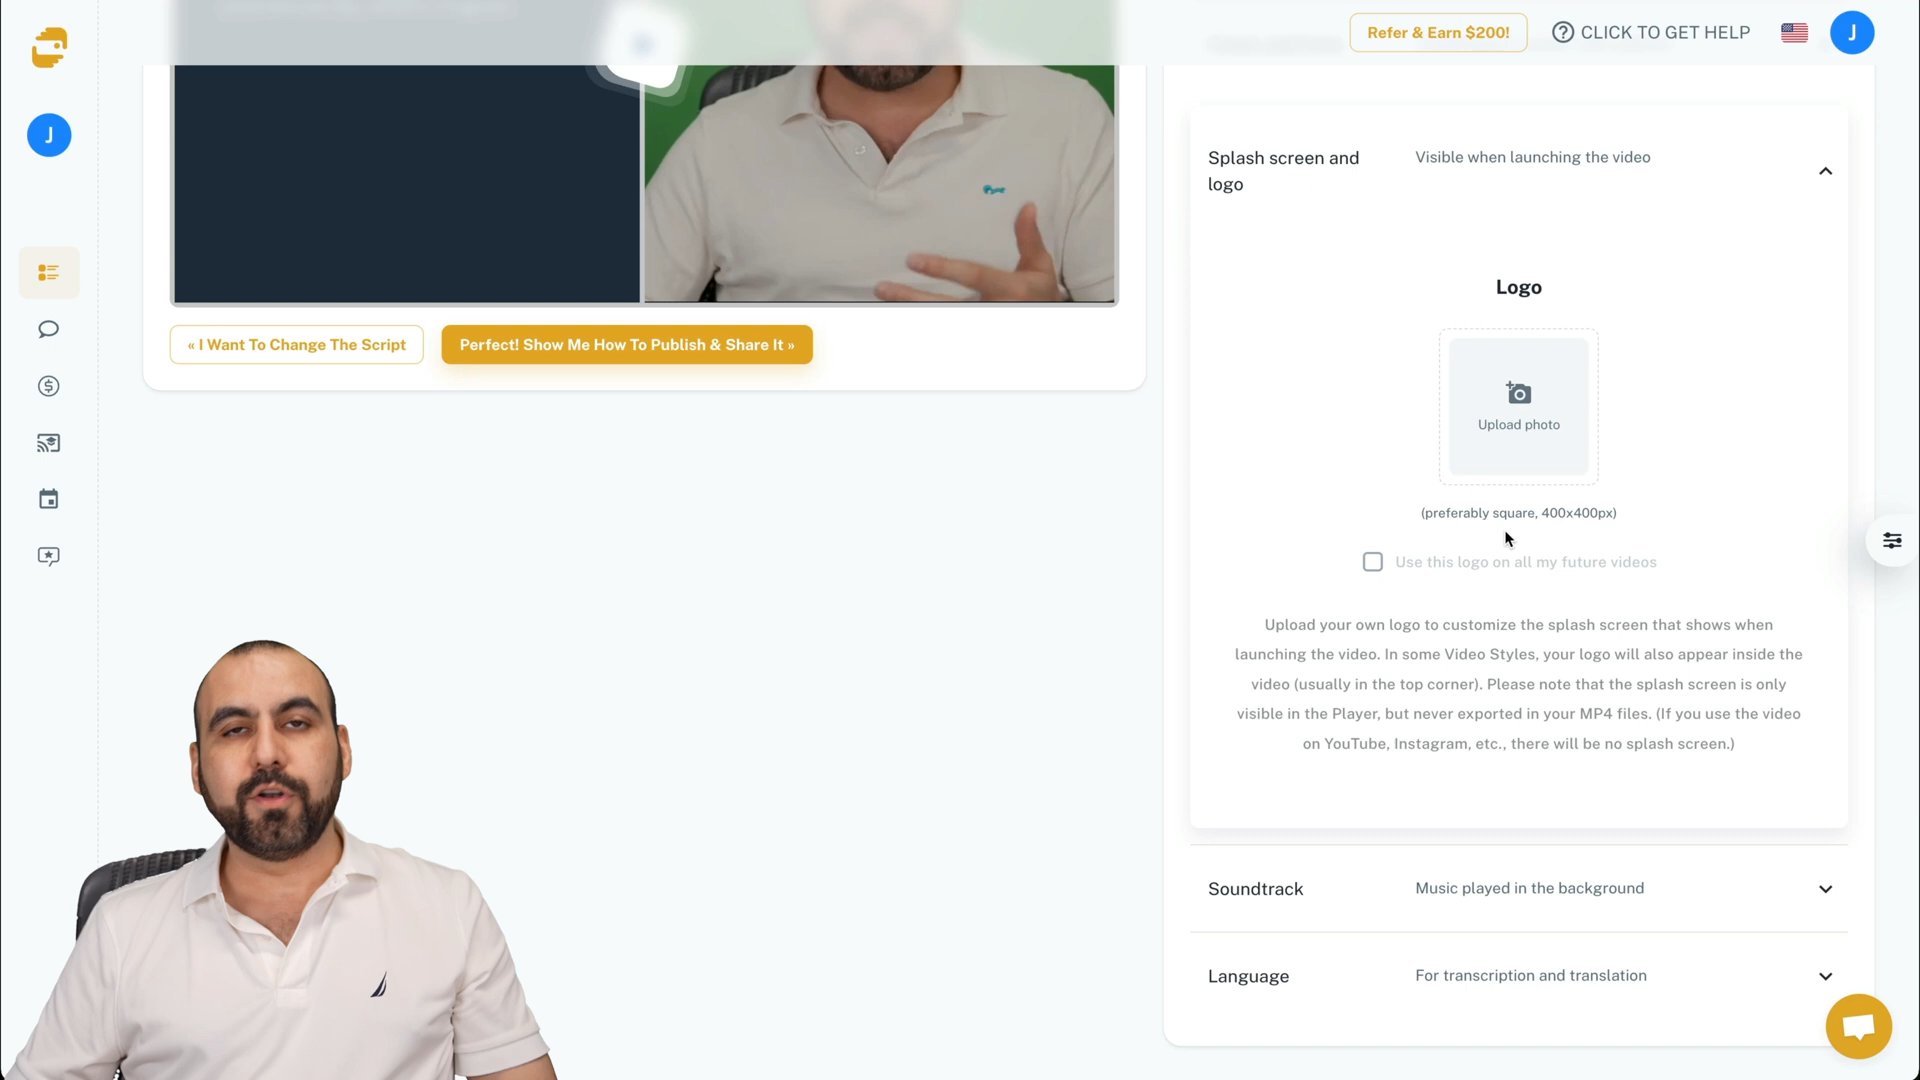 Refer & Earn $200!
CLICK TO GET HELP
J
J
Splash screen and
logo
Visible when launching the video
Logo
Upload photo
(preferably square, 400x400px)
Use this logo on all my future videos
Upload your own logo to customize the splash screen that shows when
launching the video. In some Video Styles, your logo will also appear inside the
video (usually in the top corner). Please note that the splash screen is only
visible in the Player, but never exported in your MP4 files. (If you use the video
on YouTube, Instagram, etc., there will be no splash screen.)
« I Want To Change The Script
Perfect! Show Me How To Publish & Share It »
Soundtrack
Music played in the background
Language
For transcription and translation